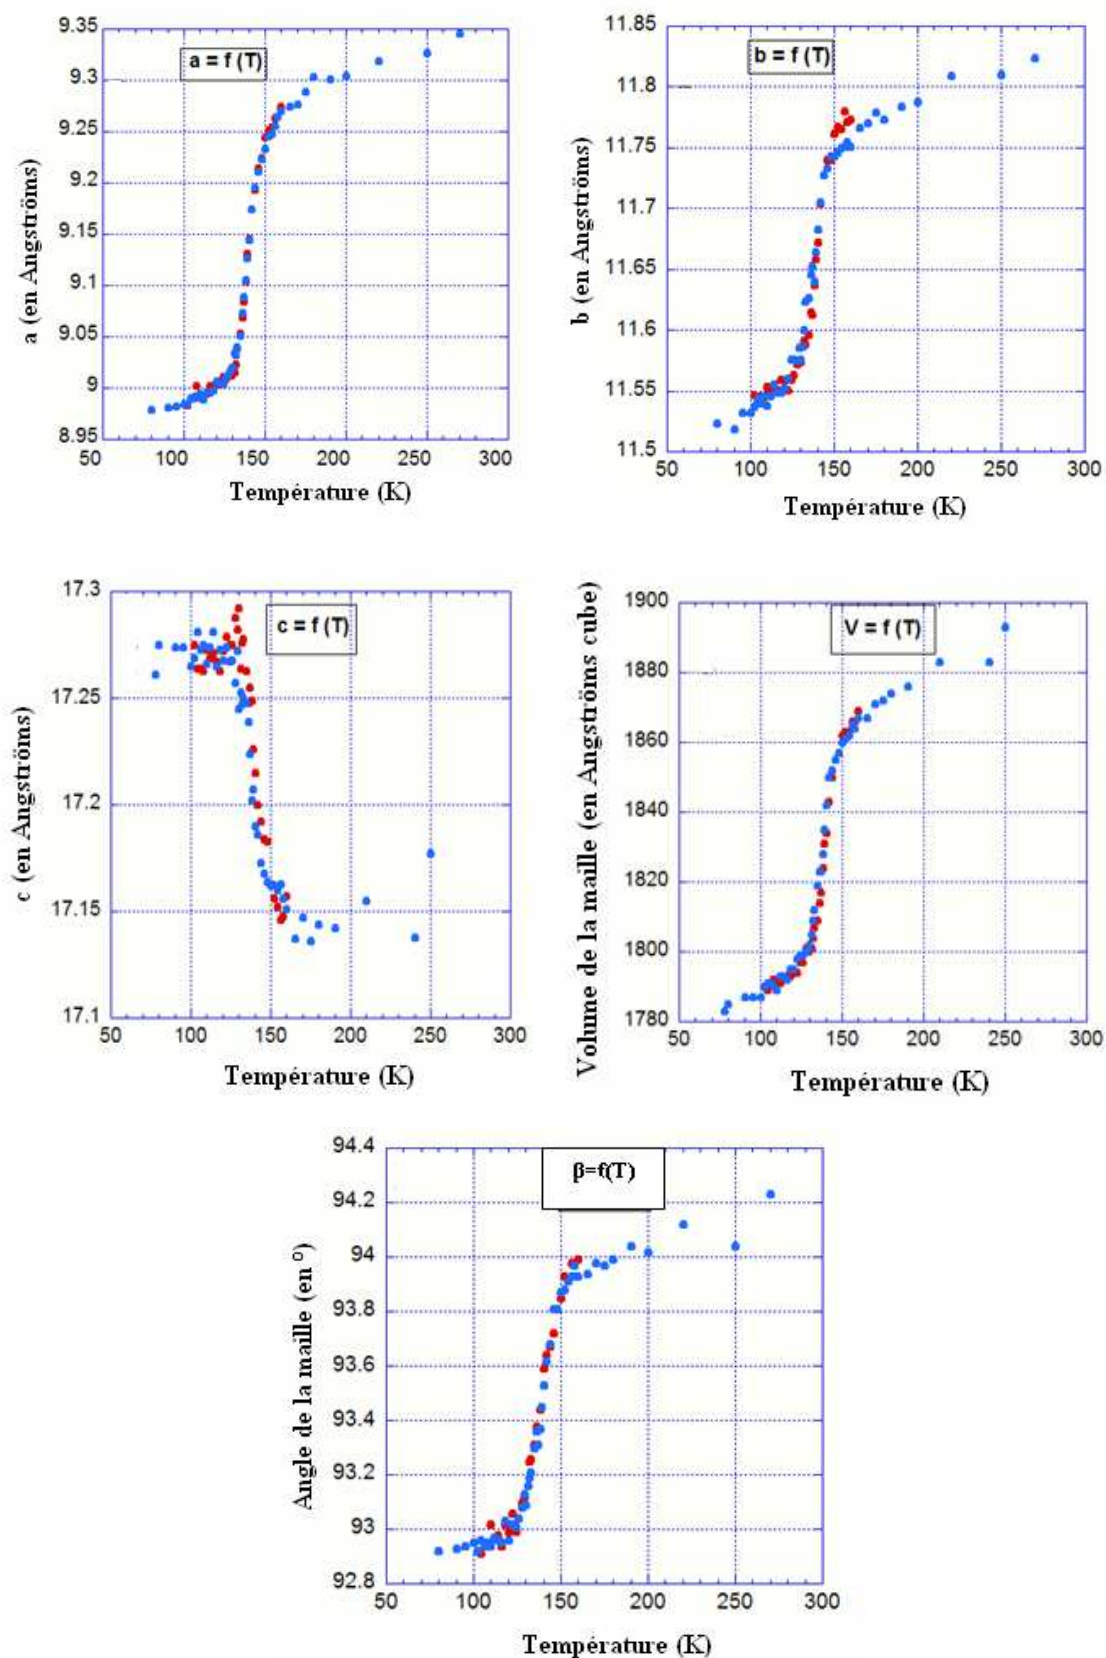 a = f (T)
a (en Angströms)
9.35
9.3
9.25
9.2
9.15
9.1
9.05
9
8.95
50 100 150 200 250 300
Température (K)
b = f (T)
b (en Angströms)
11.85
11.8
11.75
11.7
11.65
11.6
11.55
11.5
50 100 150 200 250 300
Température (K)
c = f (T)
c (en Angströms)
17.3
17.25
17.2
17.15
17.1
50 100 150 200 250 300
Température (K)
V = f (T)
Volume de la maille (en Angströms cube)
1900
1880
1860
1840
1820
1800
1780
50 100 150 200 250 300
Température (K)
β=f(T)
Angle de la maille (en °)
94.4
94.2
94
93.8
93.6
93.4
93.2
93
92.8
50 100 150 200 250 300
Température (K)